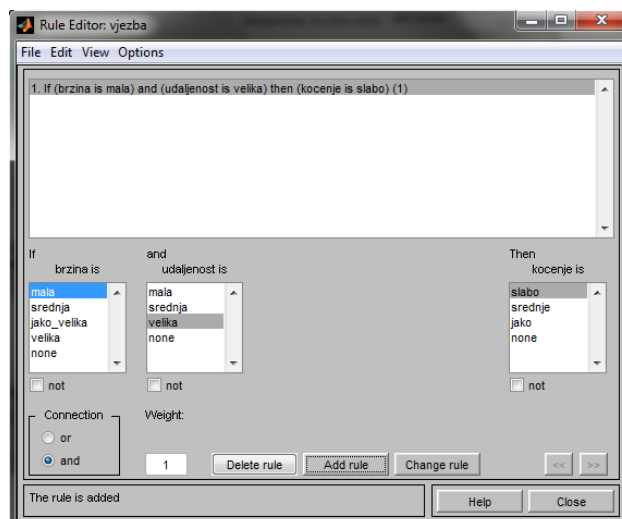 Rule Editor: vjezba
File Edit View Options
1. If (brzina is mala) and (udaljenost is velika) then (kocenje is slabo) (1)
If and Then
brzina is udaljenost is kocenje is
mala
srednja
jako_velika
velika
none
mala
srednja
velika
none
slabo
srednje
jako
none
not not not
Connection Weight:
or
and 1 Delete rule Add rule Change rule << >>
The rule is added Help Close